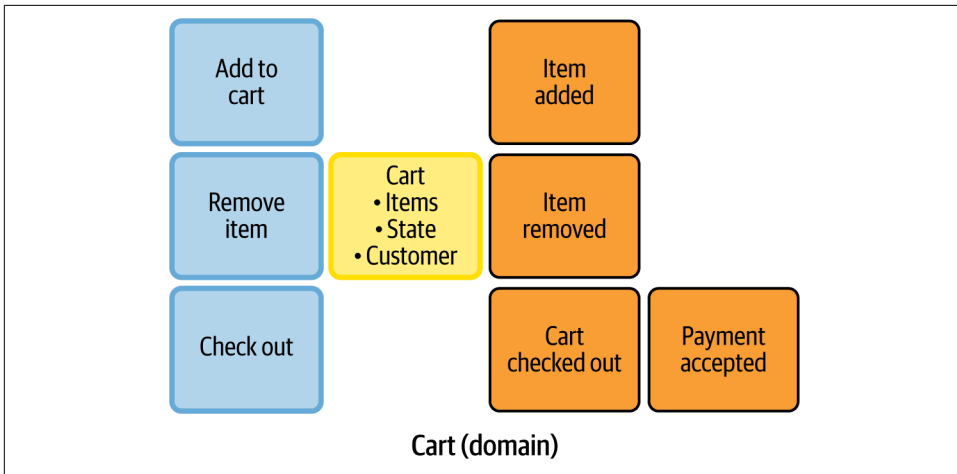 Add to
cart
Item
added
Remove
item
Cart
• Items
• State
• Customer
Item
removed
Check out
Cart
checked out
Payment
accepted
Cart (domain)